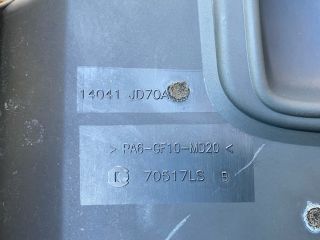 14041 JD70A
> PA6-GF10-MD20 <
K 70617LS B